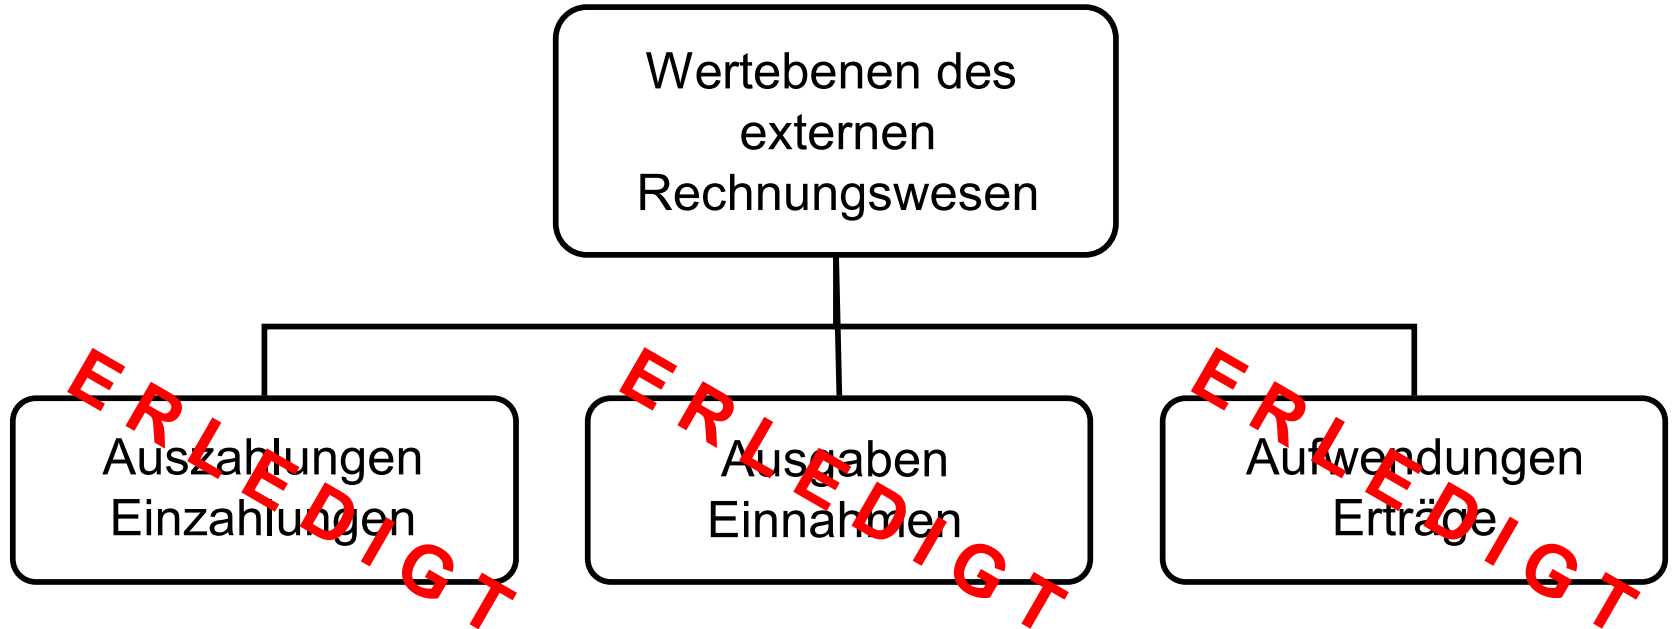 Wertebenen des
externen
Rechnungswesen
Auszahlungen
Einzahlungen
ERLEDIGT
Ausgaben
Einnahmen
ERLEDIGT
Aufwendungen
Erträge
ERLEDIGT